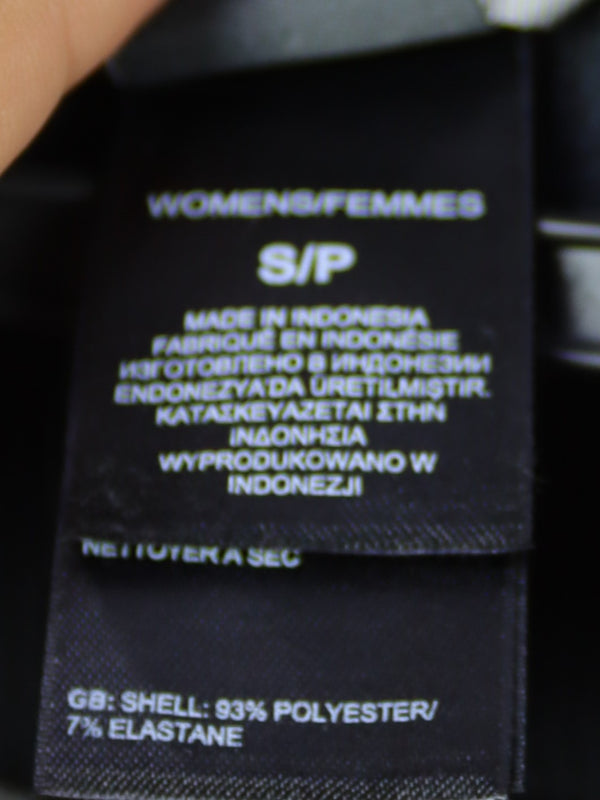 WOMENS/FEMMES
S/P
MADE IN INDONESIA
FABRIQUÉ EN INDONÉSIE
ИЗГОТОВЛЕНО В ИНДОНЕЗИИ
ENDONEZYA'DA ÜRETILMIŞTIR.
ΚΑΤΑΣΚΕΥΑΖΕΤΑΙ ΣΤΗΝ
ΙΝΔΟΝΗΣΙΑ
WYPRODUKOWANO W
INDONEZJI
NETTOYER A SEC
GB: SHELL: 93% POLYESTER/
7% ELASTANE